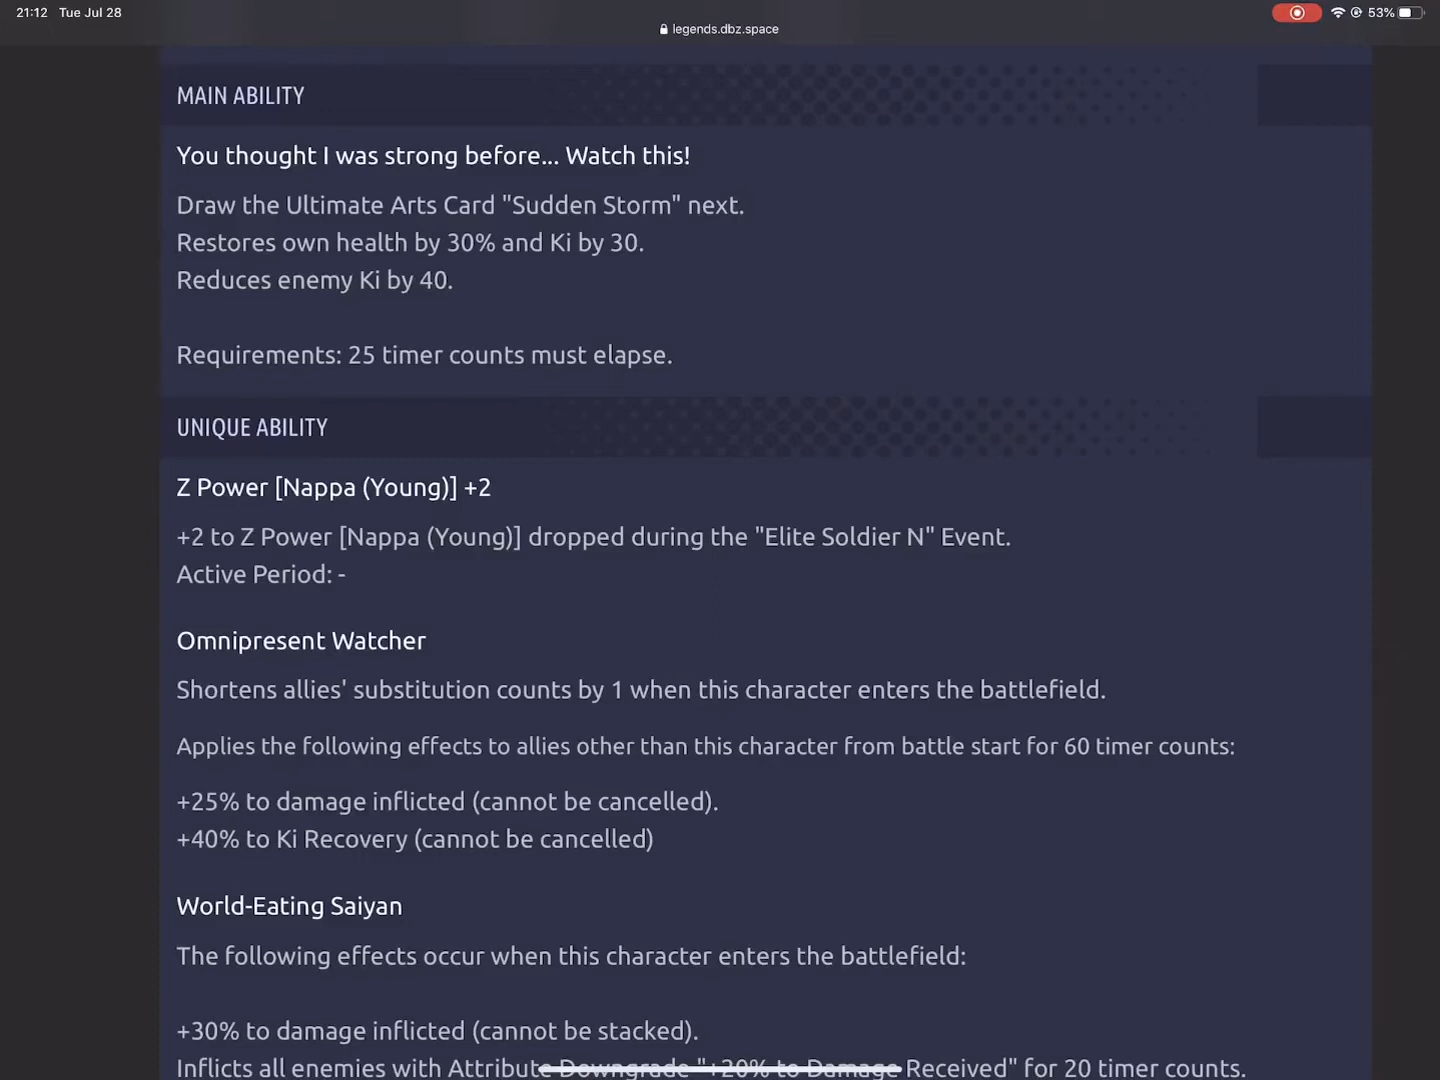 21:12 Tue Jul 28
53%
legends.dbz.space
MAIN ABILITY
You thought I was strong before... Watch this!
Draw the Ultimate Arts Card "Sudden Storm" next.
Restores own health by 30% and Ki by 30.
Reduces enemy Ki by 40.
Requirements: 25 timer counts must elapse.
UNIQUE ABILITY
Z Power [Nappa (Young)] +2
+2 to Z Power [Nappa (Young)] dropped during the "Elite Soldier N" Event.
Active Period: -
Omnipresent Watcher
Shortens allies' substitution counts by 1 when this character enters the battlefield.
Applies the following effects to allies other than this character from battle start for 60 timer counts:
+25% to damage inflicted (cannot be cancelled).
+40% to Ki Recovery (cannot be cancelled)
World-Eating Saiyan
The following effects occur when this character enters the battlefield:
+30% to damage inflicted (cannot be stacked).
Inflicts all enemies with Attribute Downgrade "+20% to Damage Received" for 20 timer counts.